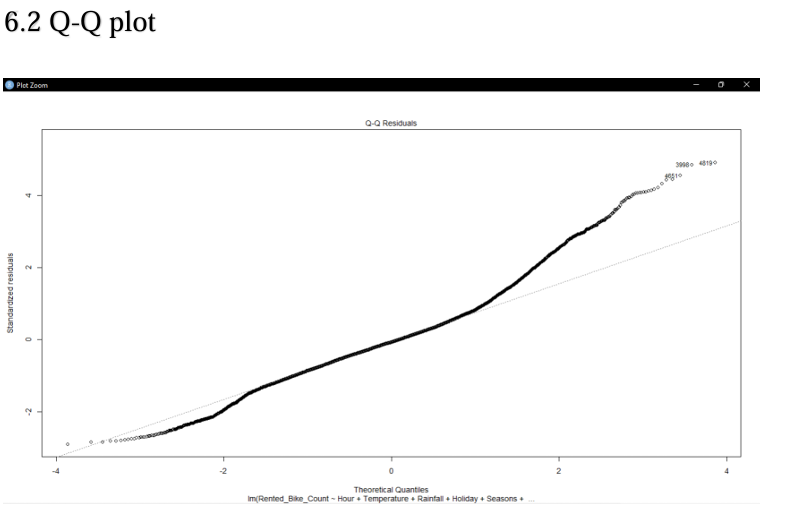 6.2 Q-Q plot
Plot Zoom
Q-Q Residuals
3998
4819
4651
4
2
0
-2
Standardized residuals
-4
-2
0
2
4
Theoretical Quantiles
lm(Rented_Bike_Count ~ Hour + Temperature + Rainfall + Holiday + Seasons + ...